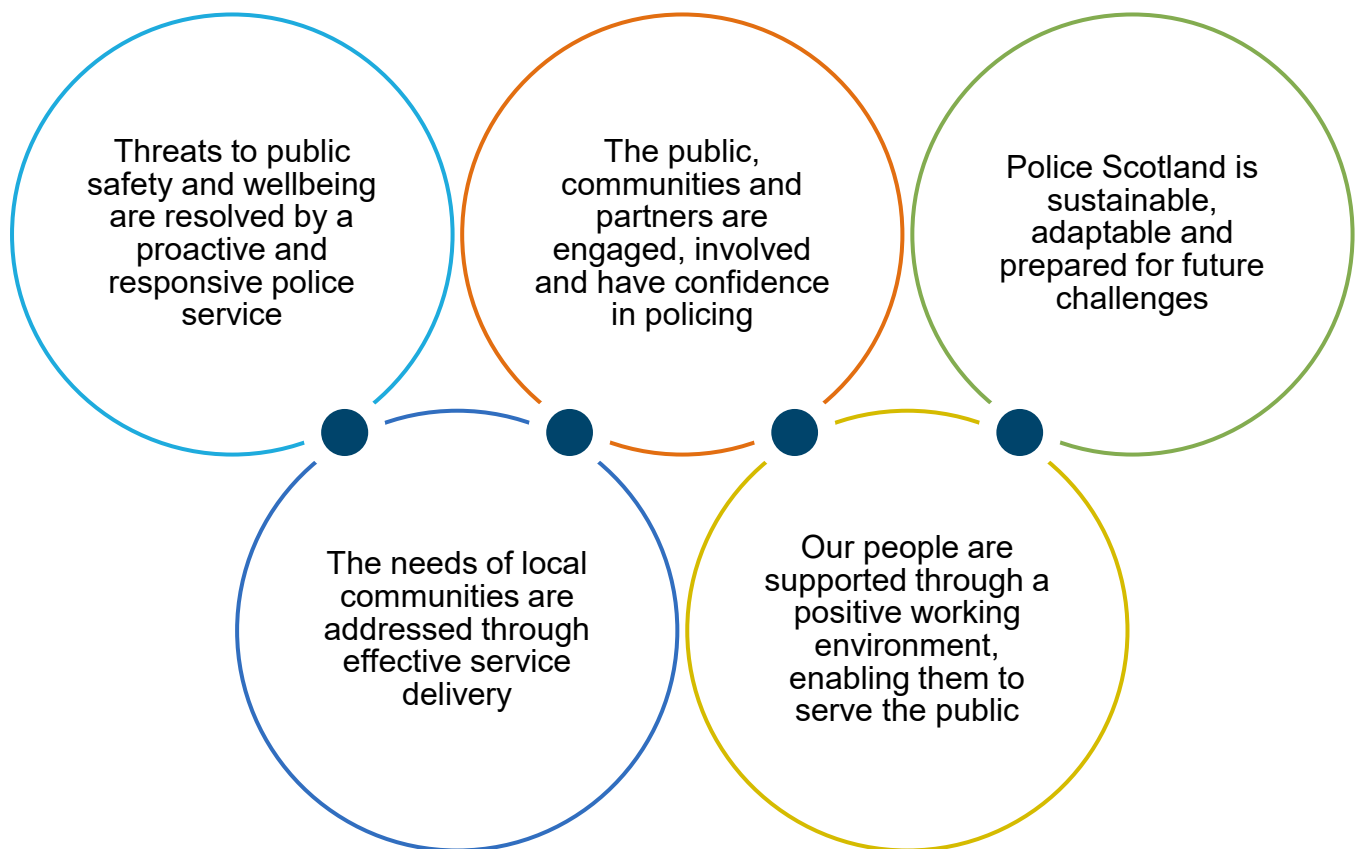 Threats to public
safety and wellbeing
are resolved by a
proactive and
responsive police
service
The public,
communities and
partners are
engaged, involved
and have confidence
in policing
Police Scotland is
sustainable,
adaptable and
prepared for future
challenges
The needs of local
communities are
addressed through
effective service
delivery
Our people are
supported through a
positive working
environment,
enabling them to
serve the public